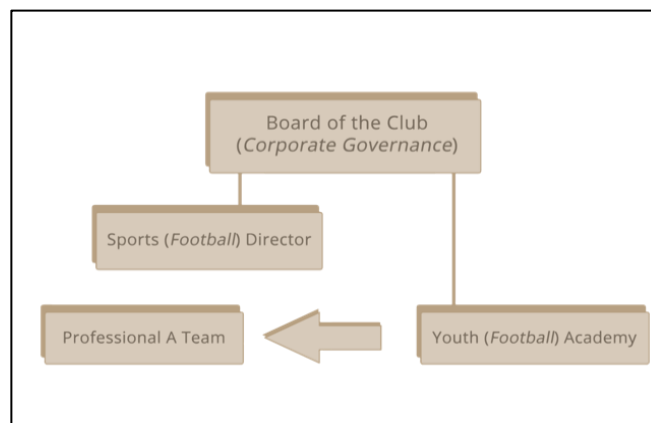 Board of the Club
(Corporate Governance)
Sports (Football) Director
Professional A Team
Youth (Football) Academy